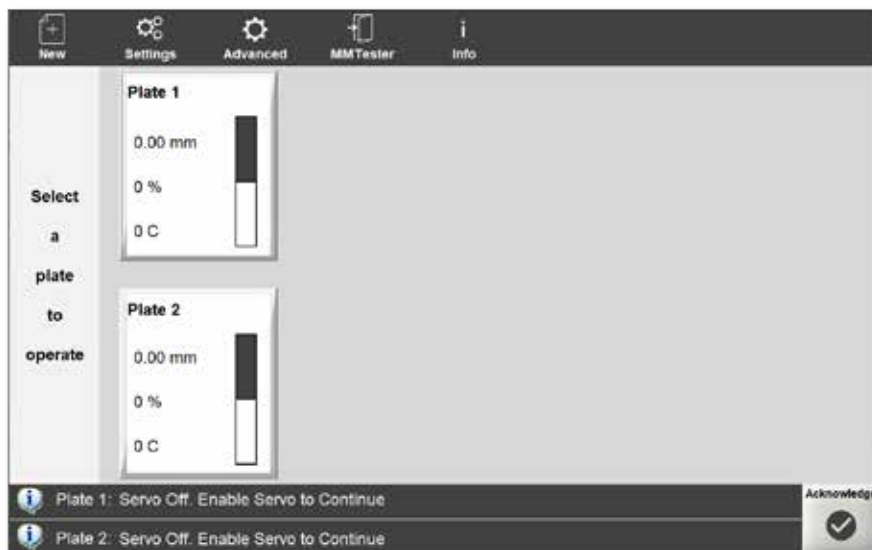 New
Settings
Advanced
MMTester
i
Info
Select
a
plate
to
operate
Plate 1
0.00 mm
0 %
0 C
Plate 2
0.00 mm
0 %
0 C
Plate 1: Servo Off. Enable Servo to Continue
Plate 2: Servo Off. Enable Servo to Continue
Acknowledge